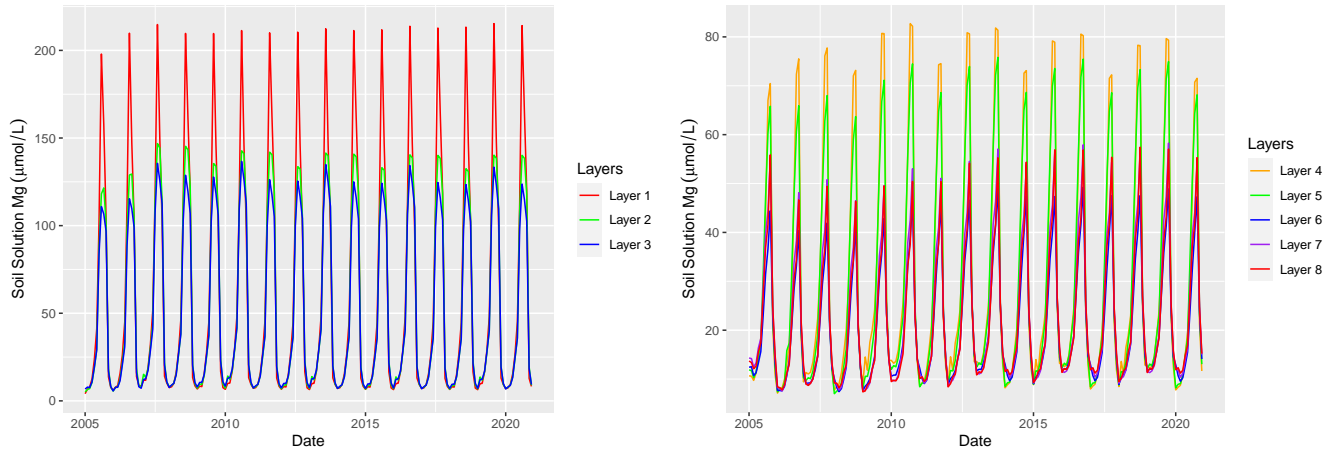 Soil Solution Mg (μmol/L)
200
150
100
50
0
2005
2010
2015
2020
Date
Layers
Layer 1
Layer 2
Layer 3
Soil Solution Mg (μmol/L)
80
60
40
20
2005
2010
2015
2020
Date
Layers
Layer 4
Layer 5
Layer 6
Layer 7
Layer 8